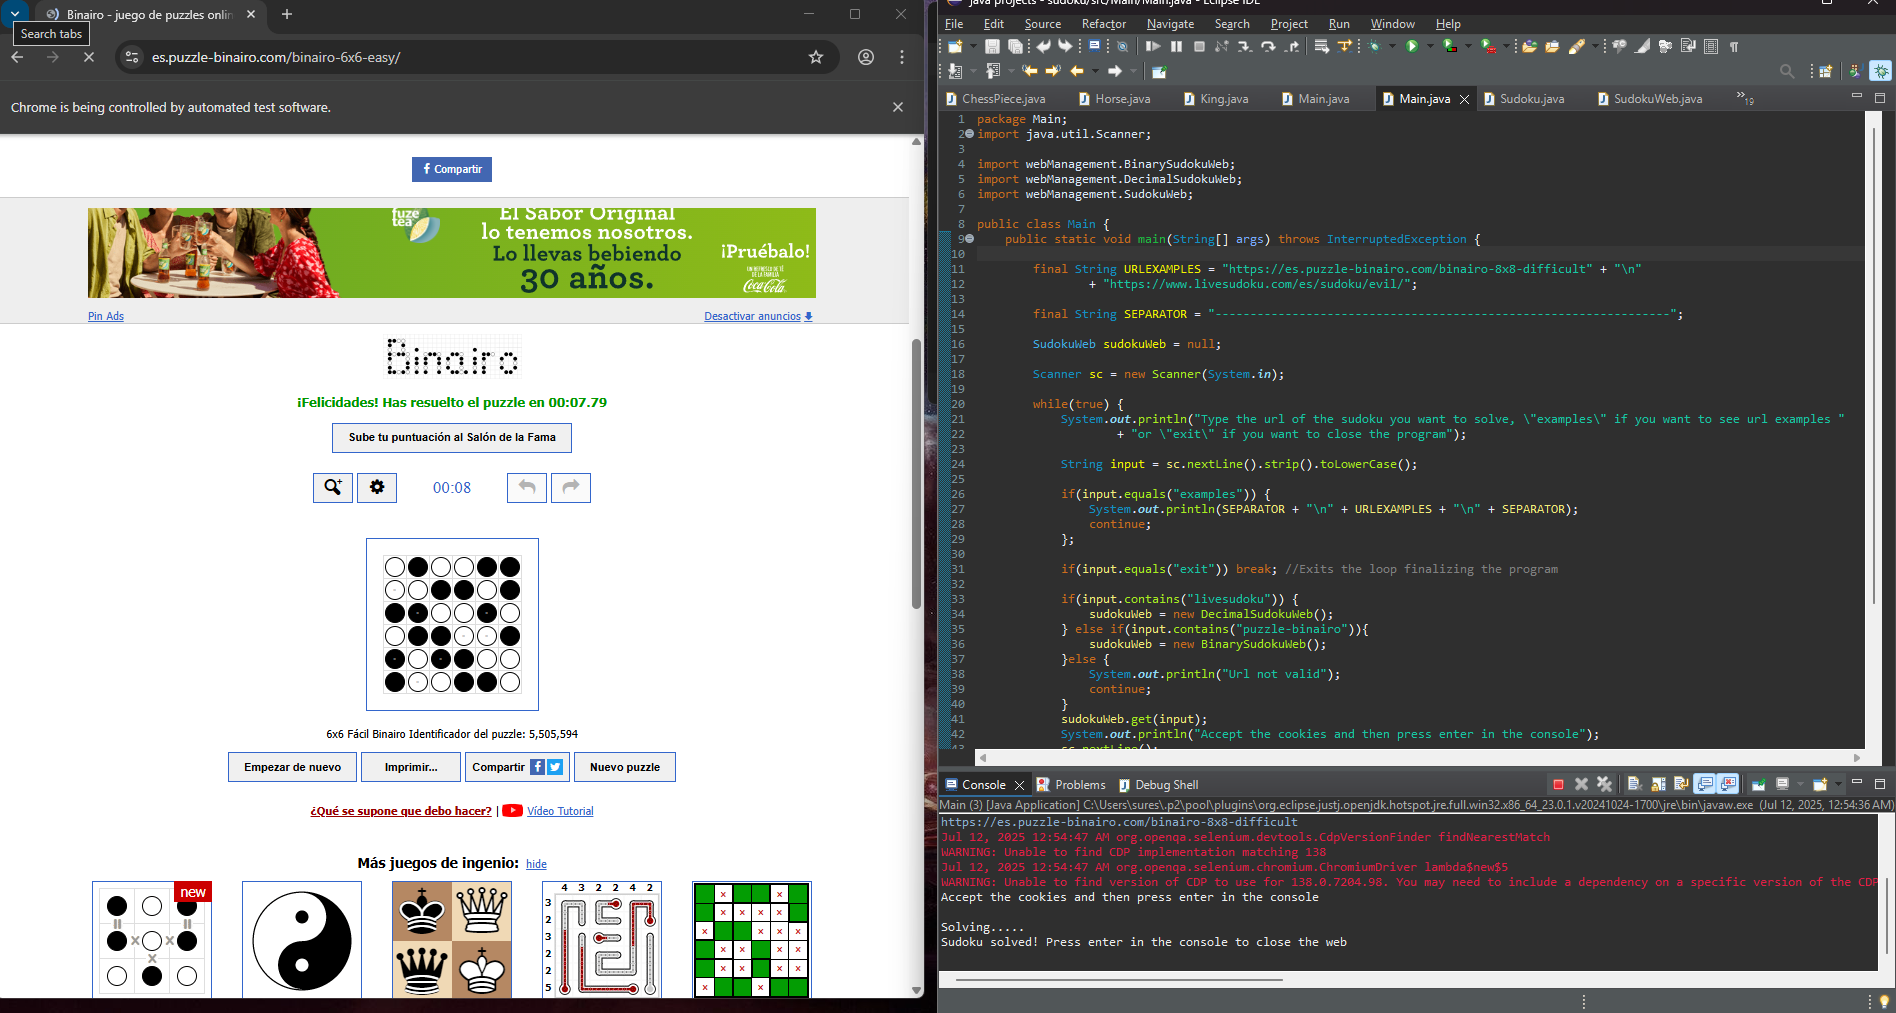 Binairo - juego de puzzles onlin
Search tabs
es.puzzle-binairo.com/binairo-6x6-easy/
Chrome is being controlled by automated test software.
Compartir
fuze tea
El Sabor Original
lo tenemos nosotros.
Lo llevas bebiendo
30 años.
¡Pruébalo!
Coca-Cola
Pin Ads
Desactivar anuncios
Binairo
¡Felicidades! Has resuelto el puzzle en 00:07.79
Sube tu puntuación al Salón de la Fama
00:08
6x6 Fácil Binairo Identificador del puzzle: 5,505,594
Empezar de nuevo
Imprimir...
Compartir
Nuevo puzzle
¿Qué se supone que debo hacer? | Vídeo Tutorial
Más juegos de ingenio: hide
new
4 3 2 2 4 2
3
2
3
2
2
5
java projects - sudoku/src/Main/Main.java - Eclipse IDE
File Edit Source Refactor Navigate Search Project Run Window Help
ChessPiece.java Horse.java King.java Main.java Main.java Sudoku.java SudokuWeb.java »19
1 package Main;
2 import java.util.Scanner;
3
4 import webManagement.BinarySudokuWeb;
5 import webManagement.DecimalSudokuWeb;
6 import webManagement.SudokuWeb;
7
8 public class Main {
9 public static void main(String[] args) throws InterruptedException {
10
11 final String URLEXAMPLES = "https://es.puzzle-binairo.com/binairo-8x8-difficult" + "\n"
12 + "https://www.livesudoku.com/es/sudoku/evil/";
13
14 final String SEPARATOR = "-----------------------------------------------------------------";
15
16 SudokuWeb sudokuWeb = null;
17
18 Scanner sc = new Scanner(System.in);
19
20 while(true) {
21 System.out.println("Type the url of the sudoku you want to solve, \"examples\" if you want to see url examples "
22 + "or \"exit\" if you want to close the program");
23
24 String input = sc.nextLine().strip().toLowerCase();
25
26 if(input.equals("examples")) {
27 System.out.println(SEPARATOR + "\n" + URLEXAMPLES + "\n" + SEPARATOR);
28 continue;
29 };
30
31 if(input.equals("exit")) break; //Exits the loop finalizing the program
32
33 if(input.contains("livesudoku")) {
34 sudokuWeb = new DecimalSudokuWeb();
35 } else if(input.contains("puzzle-binairo")){
36 sudokuWeb = new BinarySudokuWeb();
37 }else {
38 System.out.println("Url not valid");
39 continue;
40 }
41 sudokuWeb.get(input);
42 System.out.println("Accept the cookies and then press enter in the console");
43 sc.nextLine();
Console Problems Debug Shell
Main (3) [Java Application] C:\Users\sures\.p2\pool\plugins\org.eclipse.justj.openjdk.hotspot.jre.full.win32.x86_64_23.0.1.v20241024-1700\jre\bin\javaw.exe (Jul 12, 2025, 12:54:36 AM)
https://es.puzzle-binairo.com/binairo-8x8-difficult
Jul 12, 2025 12:54:47 AM org.openqa.selenium.devtools.CdpVersionFinder findNearestMatch
WARNING: Unable to find CDP implementation matching 138
Jul 12, 2025 12:54:47 AM org.openqa.selenium.chromium.ChromiumDriver lambda$new$5
WARNING: Unable to find version of CDP to use for 138.0.7204.98. You may need to include a dependency on a specific version of the CDP
Accept the cookies and then press enter in the console
Solving.....
Sudoku solved! Press enter in the console to close the web